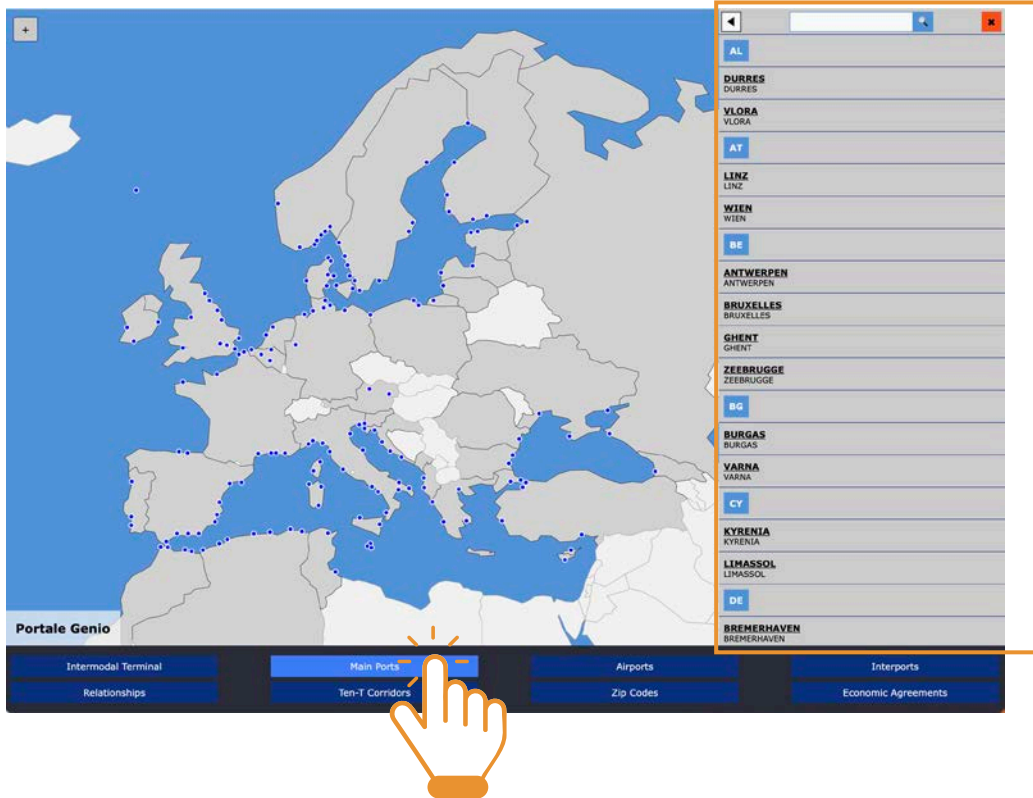 +
AL
DURRES
DURRES
VLORA
VLORA
AT
LINZ
LINZ
WIEN
WIEN
BE
ANTWERPEN
ANTWERPEN
BRUXELLES
BRUXELLES
GHENT
GHENT
ZEEBRUGGE
ZEEBRUGGE
BG
BURGAS
BURGAS
VARNA
VARNA
CY
KYRENIA
KYRENIA
LIMASSOL
LIMASSOL
DE
BREMERHAVEN
BREMERHAVEN
Portale Genio
Intermodal Terminal
Main Ports
Airports
Interports
Relationships
Ten-T Corridors
Zip Codes
Economic Agreements